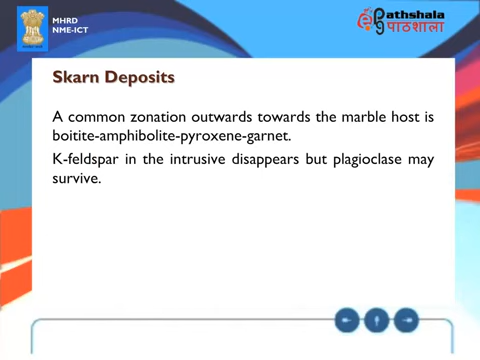 MHRD
NME-ICT
ePathshala
पाठशाला
Skarn Deposits
A common zonation outwards towards the marble host is
boitite-amphibolite-pyroxene-garnet.
K-feldspar in the intrusive disappears but plagioclase may
survive.